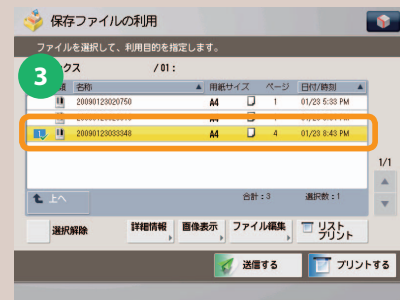 保存ファイルの利用
ファイルを選択して、利用目的を指定します。
3
クス /01:
名称 ▲ 用紙サイズ ページ ▲ 日付/時刻
20090123020750 A4 1 01/23 5:33 PM
1 20090123033348 A4 4 01/23 8:43 PM
1/1
上へ 合計:3 選択数:1
選択解除 詳細情報 画像表示 ファイル編集 リストプリント
送信する プリントする